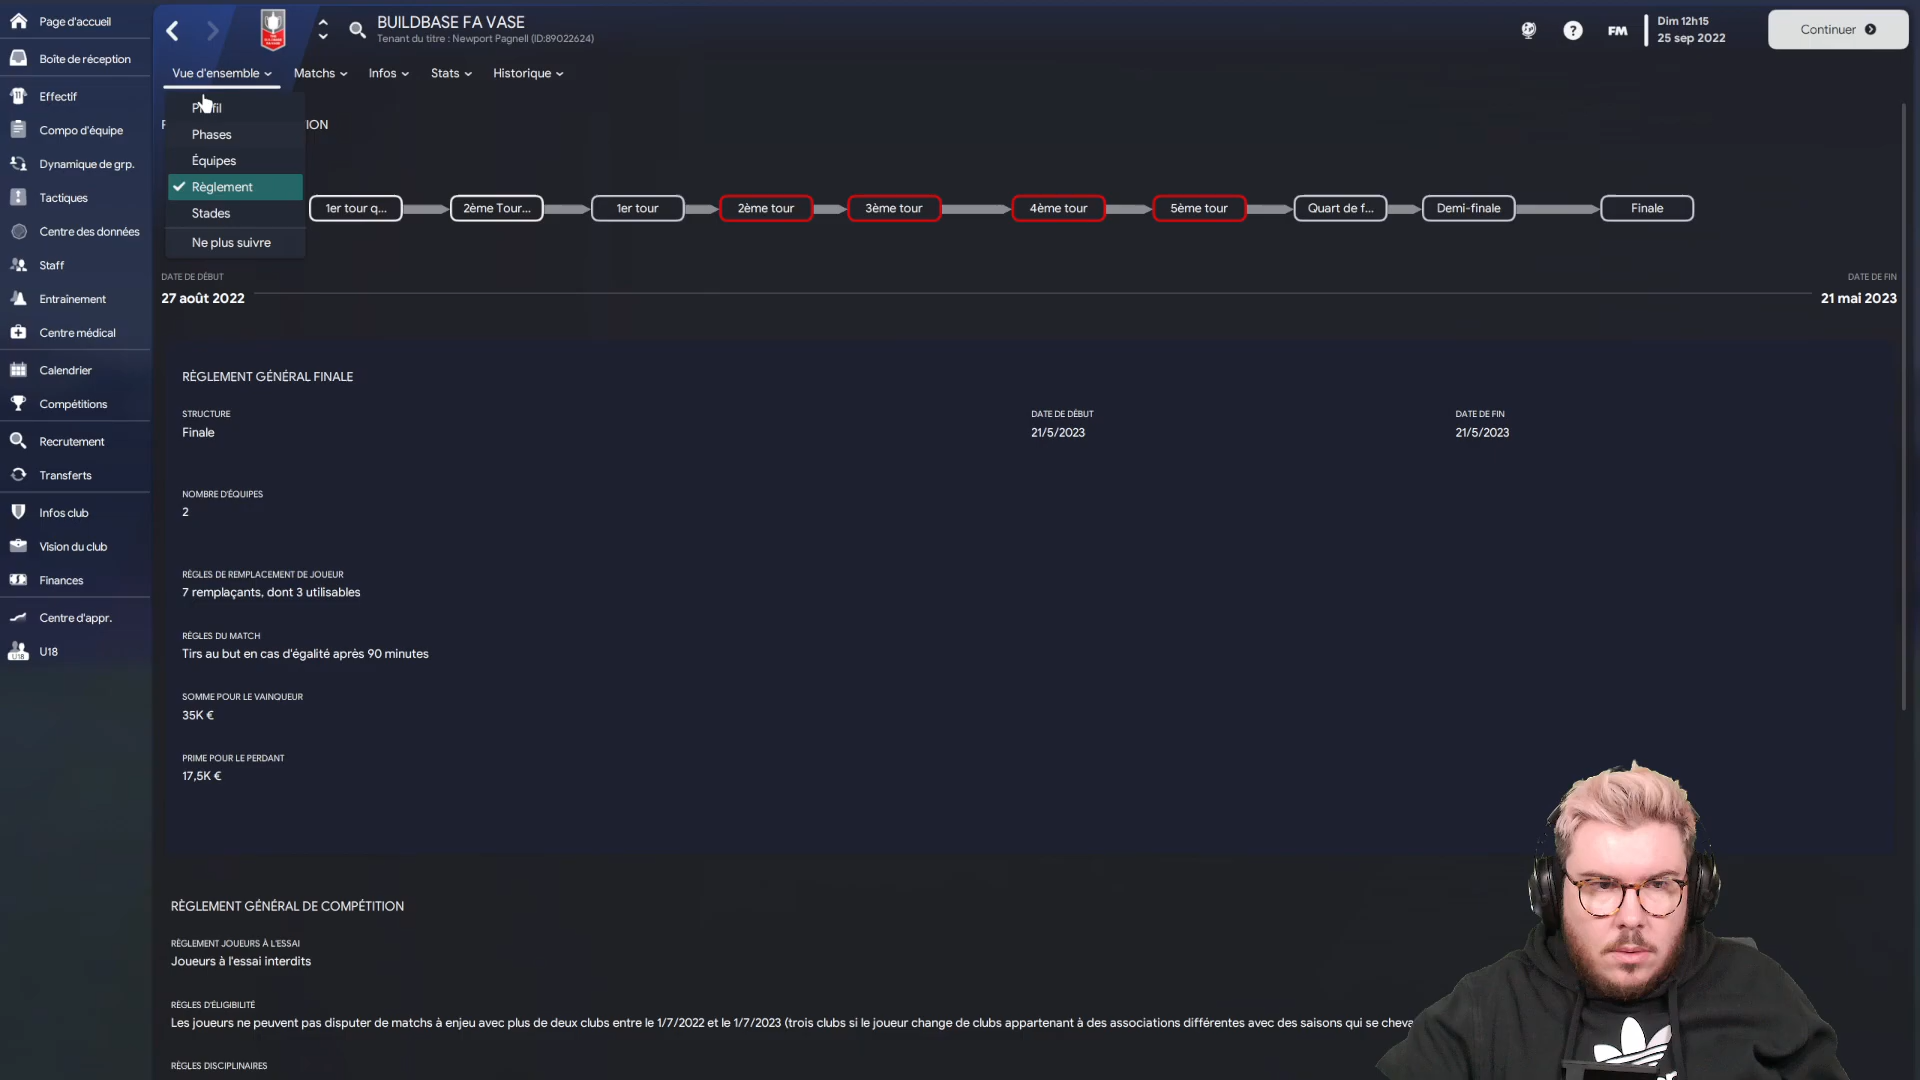 Page d'accueil
Boîte de réception
Effectif
Compo d'équipe
Dynamique de grp.
Tactiques
Centre des données
Staff
Entraînement
Centre médical
Calendrier
Compétitions
Recrutement
Transferts
Infos club
Vision du club
Finances
Centre d'appr.
U18
BUILDBASE FA VASE
Tenant du titre : Newport Pagnell (ID:89022624)
FM
Dim 12h15
25 sep 2022
Continuer
Vue d'ensemble
Matchs
Infos
Stats
Historique
Phases
Équipes
Règlement
Stades
Ne plus suivre
1er tour q...
2ème Tour...
1er tour
2ème tour
3ème tour
4ème tour
5ème tour
Quart de f...
Demi-finale
Finale
DATE DE DÉBUT
27 août 2022
DATE DE FIN
21 mai 2023
RÈGLEMENT GÉNÉRAL FINALE
STRUCTURE
Finale
DATE DE DÉBUT
21/5/2023
DATE DE FIN
21/5/2023
NOMBRE D'ÉQUIPES
2
RÈGLES DE REMPLACEMENT DE JOUEUR
7 remplaçants, dont 3 utilisables
RÈGLES DU MATCH
Tirs au but en cas d'égalité après 90 minutes
SOMME POUR LE VAINQUEUR
35K €
PRIME POUR LE PERDANT
17,5K €
RÈGLEMENT GÉNÉRAL DE COMPÉTITION
RÈGLEMENT JOUEURS À L'ESSAI
Joueurs à l'essai interdits
RÈGLES D'ÉLIGIBILITÉ
Les joueurs ne peuvent pas disputer de matchs à enjeu avec plus de deux clubs entre le 1/7/2022 et le 1/7/2023 (trois clubs si le joueur change de clubs appartenant à des associations différentes avec des saisons qui se cheva
RÈGLES DISCIPLINAIRES